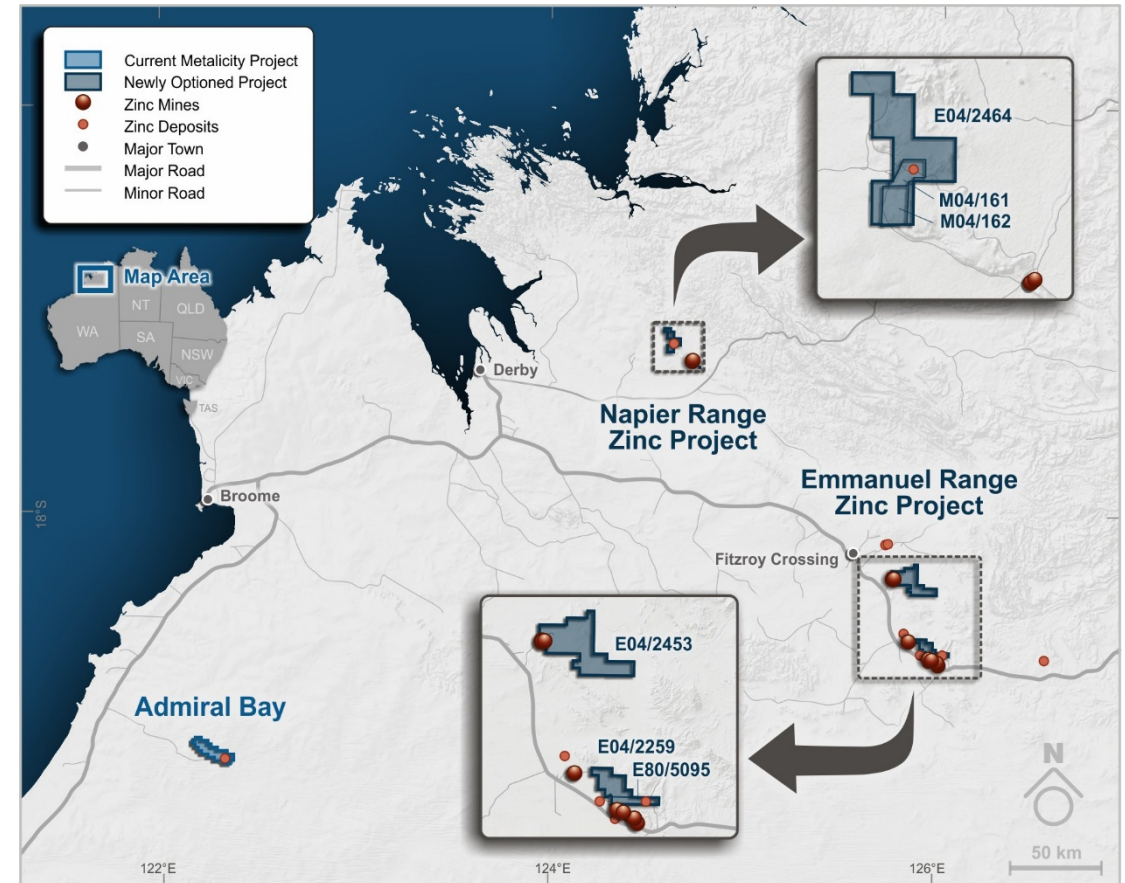 Current Metalicity Project
Newly Optioned Project
Zinc Mines
Zinc Deposits
Major Town
Major Road
Minor Road
Map Area
NT
QLD
WA
SA
NSW
VIC
TAS
E04/2464
M04/161
M04/162
Derby
Napier Range
Zinc Project
Emmanuel Range
Zinc Project
Broome
18°S
Fitzroy Crossing
E04/2453
Admiral Bay
E04/2259
E80/5095
N
50 km
122°E
124°E
126°E